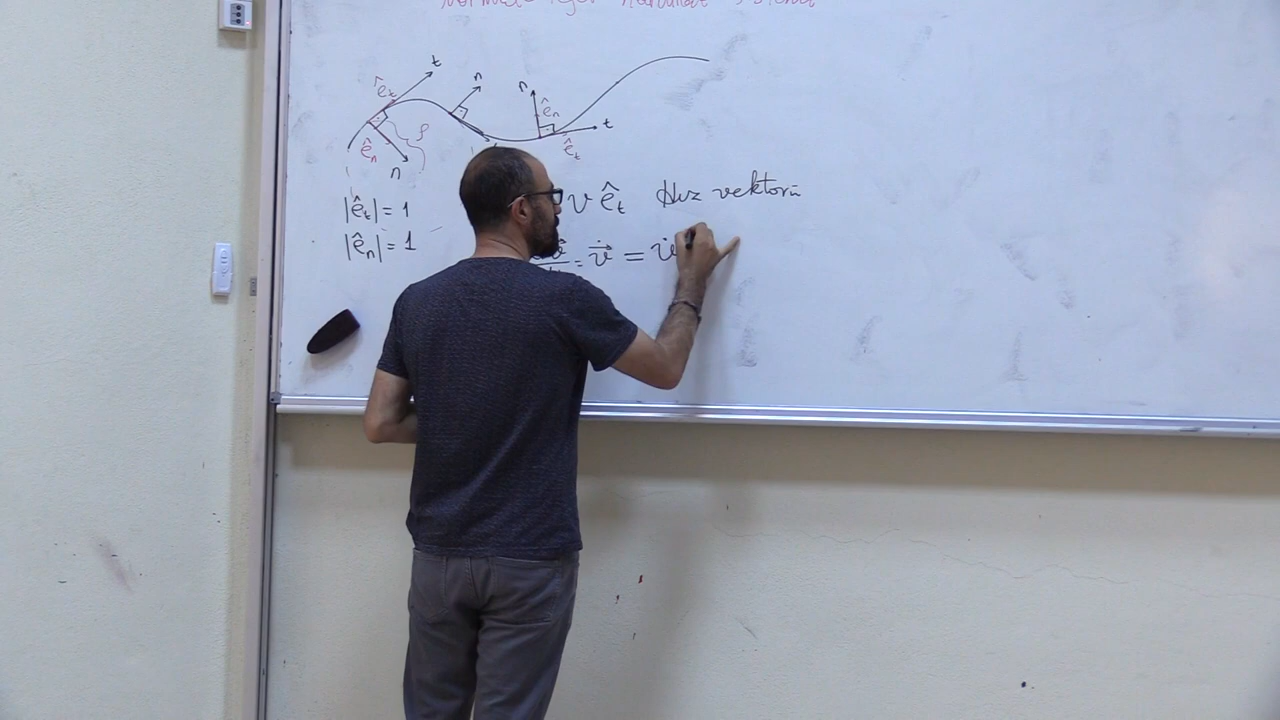 t
ê_t
n
n
ê_n
ρ
t
ê_n
ê_t
n
|ê_t| = 1
v ê_t Hız vektörü
|ê_n| = 1
= v̇⃗ = v̇